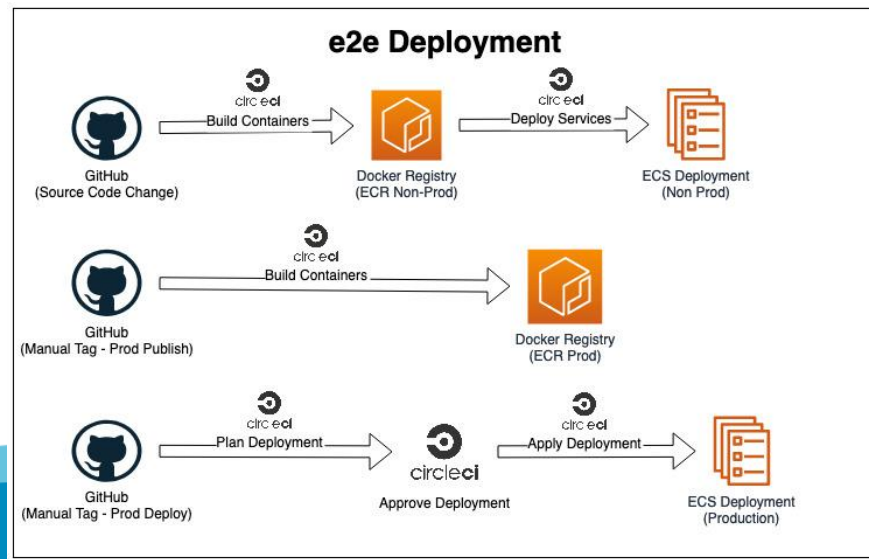 e2e Deployment
circleci
circleci
Build Containers
Deploy Services
GitHub
(Source Code Change)
Docker Registry
(ECR Non-Prod)
ECS Deployment
(Non Prod)
circleci
Build Containers
GitHub
(Manual Tag - Prod Publish)
Docker Registry
(ECR Prod)
circleci
circleci
Plan Deployment
Apply Deployment
circleci
GitHub
(Manual Tag - Prod Deploy)
Approve Deployment
ECS Deployment
(Production)